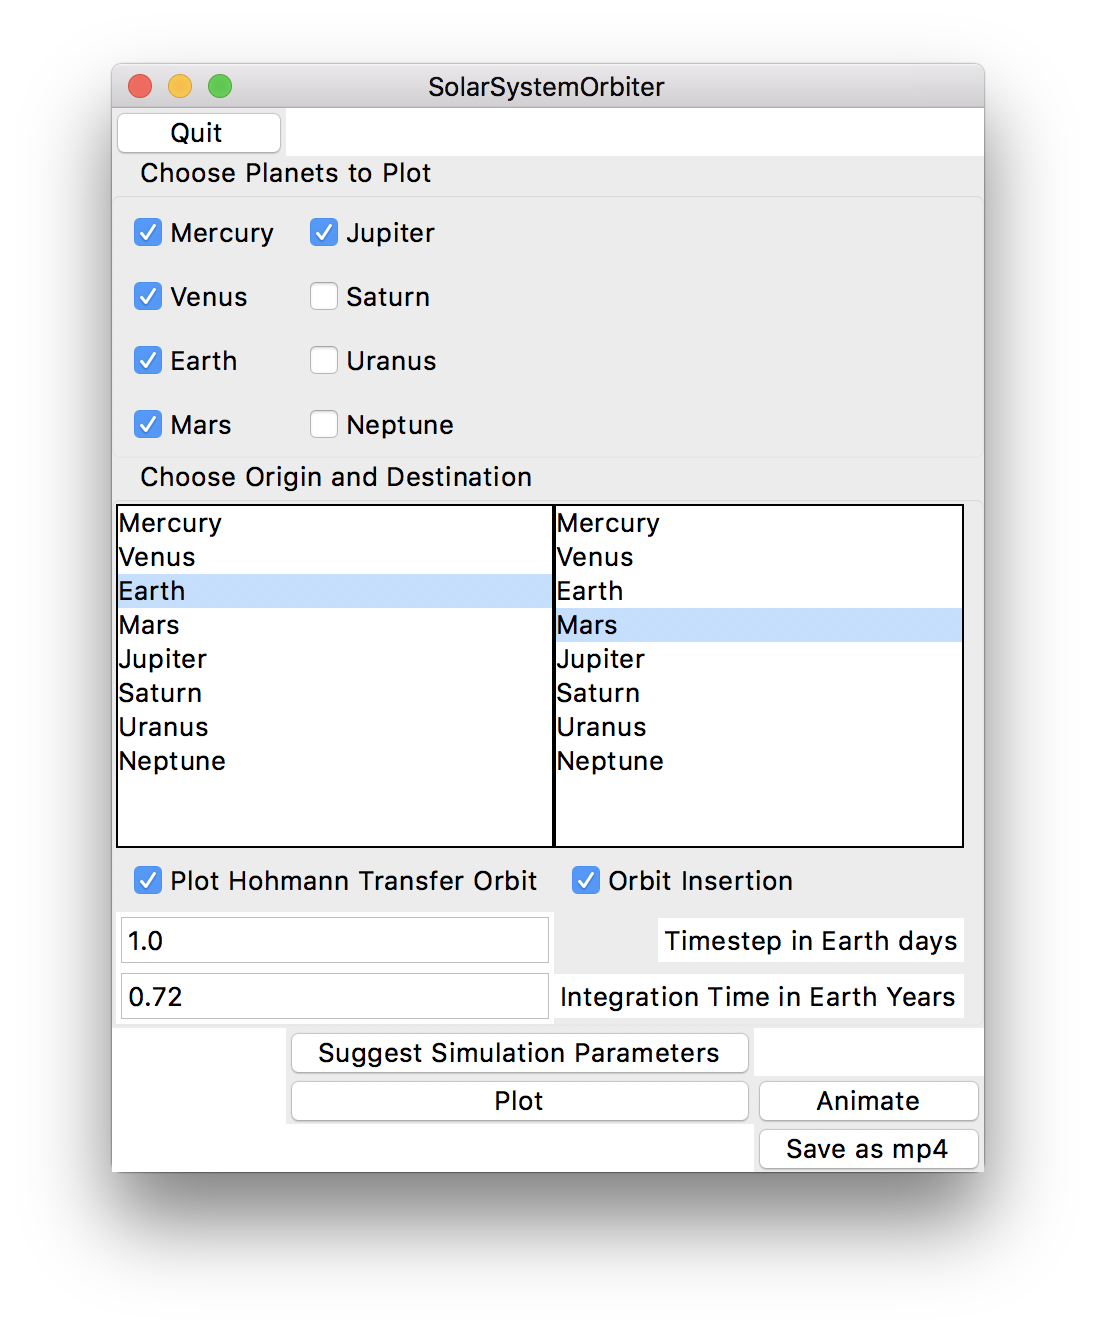 SolarSystemOrbiter
Quit
Choose Planets to Plot
Mercury Jupiter
Venus Saturn
Earth Uranus
Mars Neptune
Choose Origin and Destination
Mercury
Venus
Earth
Mars
Jupiter
Saturn
Uranus
Neptune
Mercury
Venus
Earth
Mars
Jupiter
Saturn
Uranus
Neptune
Plot Hohmann Transfer Orbit Orbit Insertion
1.0 Timestep in Earth days
0.72 Integration Time in Earth Years
Suggest Simulation Parameters
Plot Animate
Save as mp4